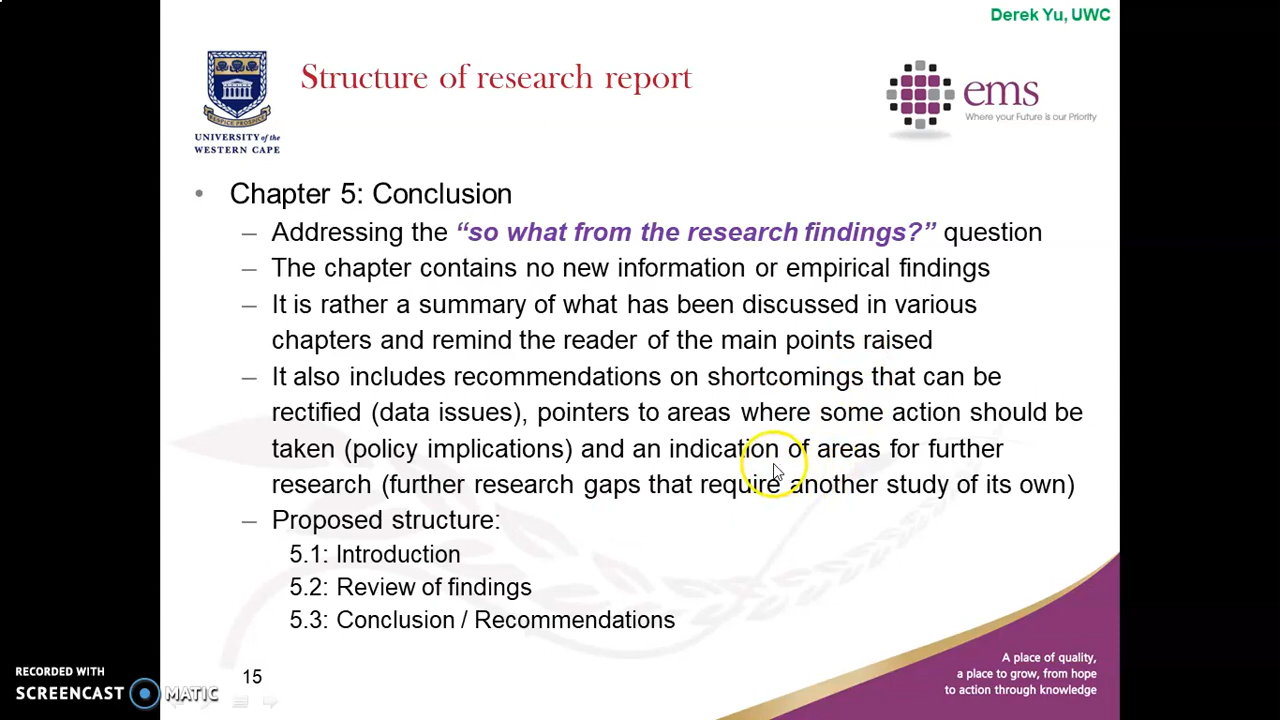 Derek Yu, UWC
Structure of research report
UNIVERSITY of the
WESTERN CAPE
ems
Where your Future is our Priority
• Chapter 5: Conclusion
– Addressing the “so what from the research findings?” question
– The chapter contains no new information or empirical findings
– It is rather a summary of what has been discussed in various
chapters and remind the reader of the main points raised
– It also includes recommendations on shortcomings that can be
rectified (data issues), pointers to areas where some action should be
taken (policy implications) and an indication of areas for further
research (further research gaps that require another study of its own)
– Proposed structure:
5.1: Introduction
5.2: Review of findings
5.3: Conclusion / Recommendations
A place of quality,
a place to grow, from hope
to action through knowledge
15
RECORDED WITH
SCREENCAST MATIC